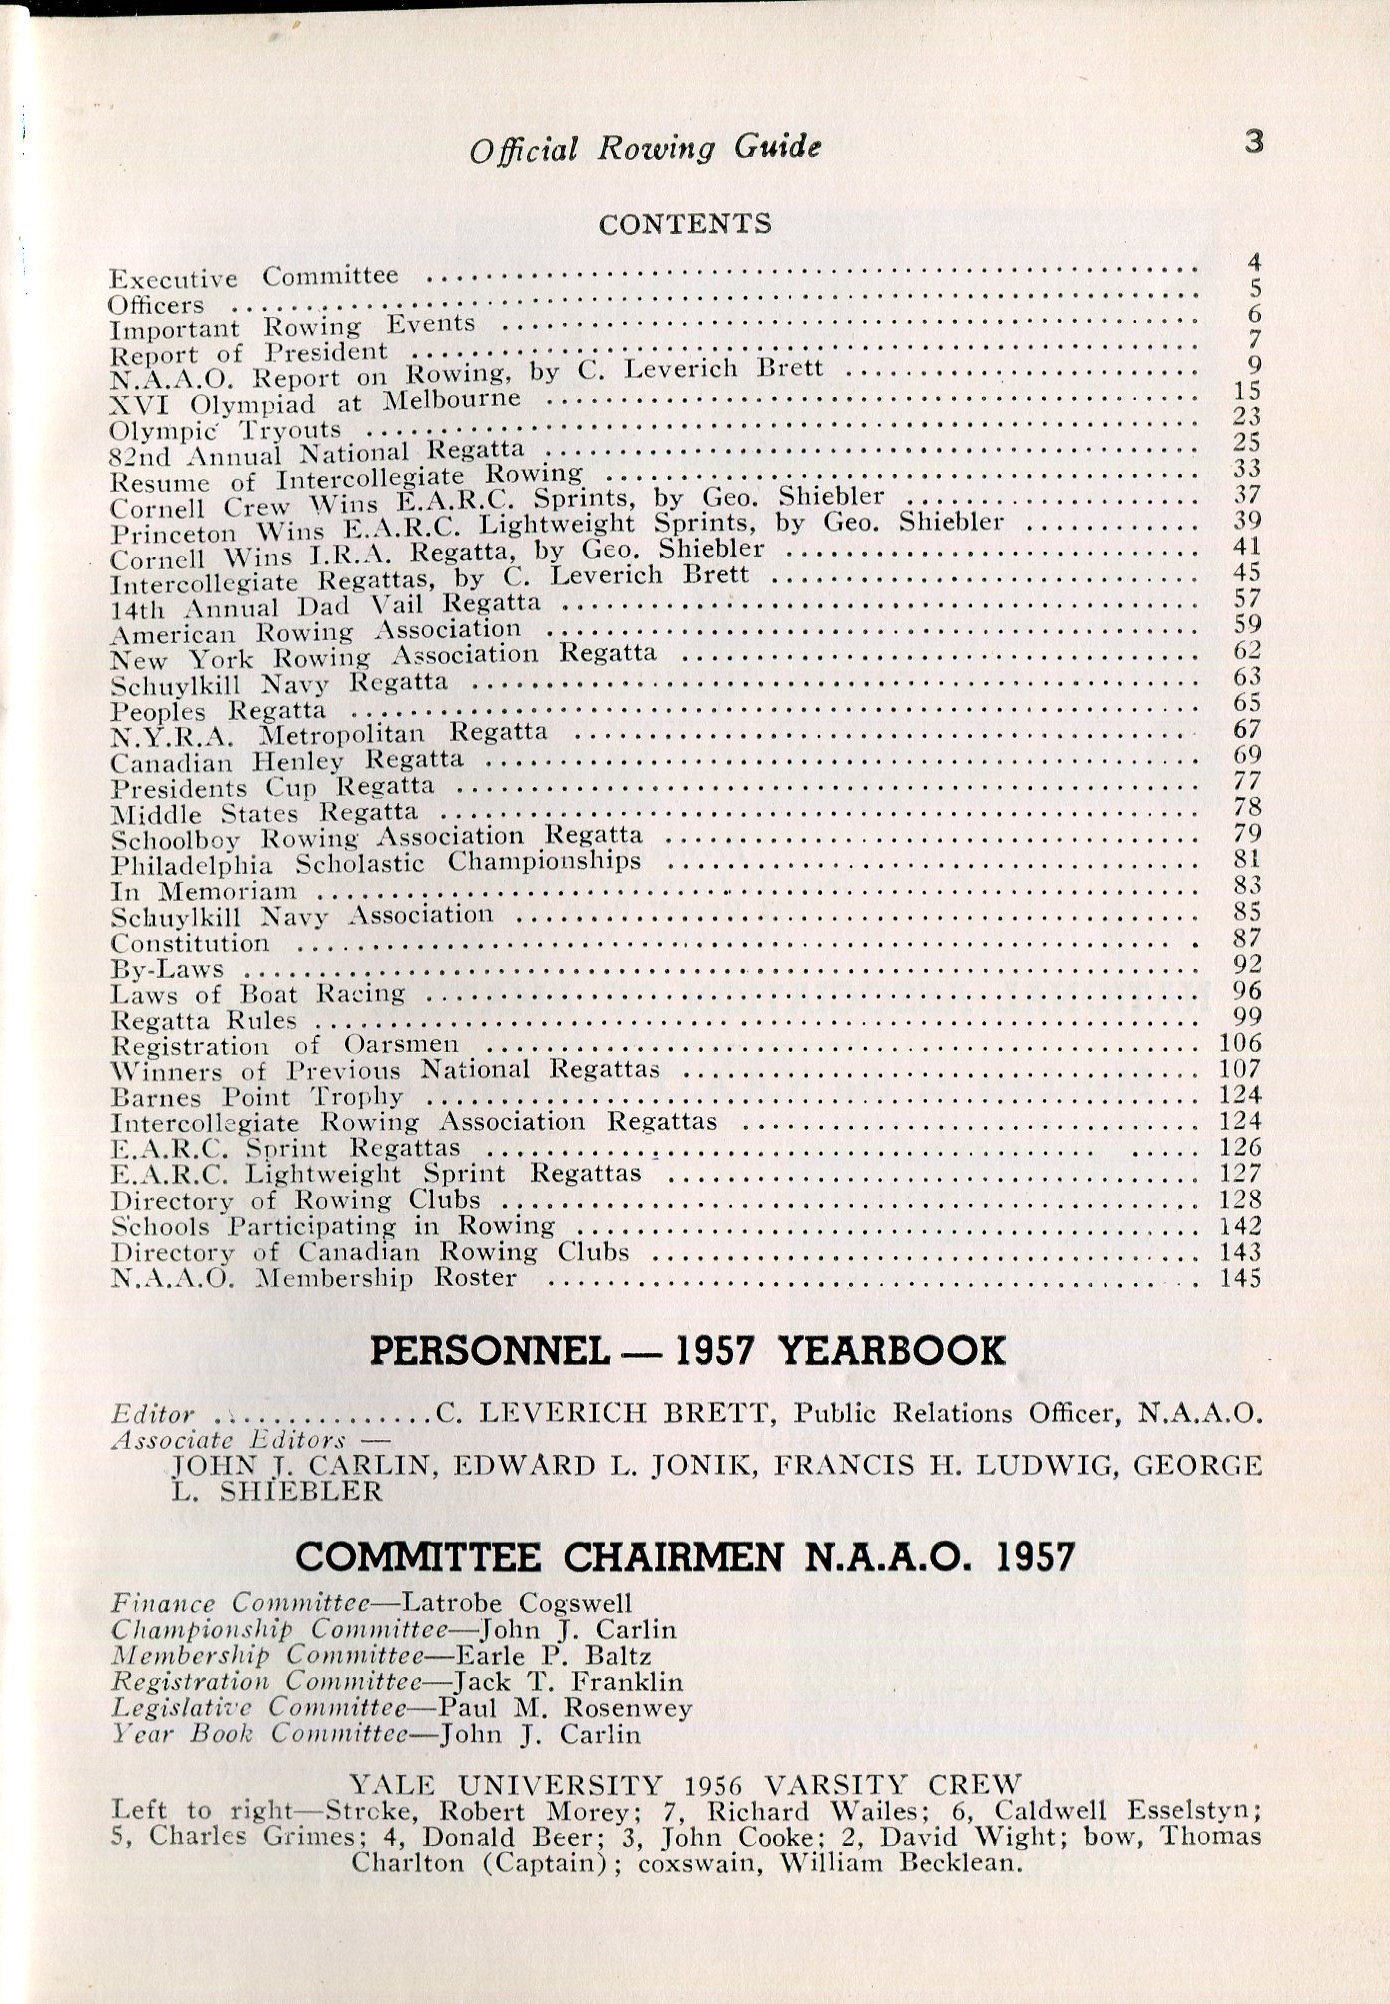 Official Rowing Guide 3
CONTENTS
Executive Committee .......... 4
Officers .......... 5
Important Rowing Events .......... 6
Report of President .......... 7
N.A.A.O. Report on Rowing, by C. Leverich Brett .......... 9
XVI Olympiad at Melbourne .......... 15
Olympic Tryouts .......... 23
82nd Annual National Regatta .......... 25
Resume of Intercollegiate Rowing .......... 33
Cornell Crew Wins E.A.R.C. Sprints, by Geo. Shiebler .......... 37
Princeton Wins E.A.R.C. Lightweight Sprints, by Geo. Shiebler .......... 39
Cornell Wins I.R.A. Regatta, by Geo. Shiebler .......... 41
Intercollegiate Regattas, by C. Leverich Brett .......... 45
14th Annual Dad Vail Regatta .......... 57
American Rowing Association .......... 59
New York Rowing Association Regatta .......... 62
Schuylkill Navy Regatta .......... 63
Peoples Regatta .......... 65
N.Y.R.A. Metropolitan Regatta .......... 67
Canadian Henley Regatta .......... 69
Presidents Cup Regatta .......... 77
Middle States Regatta .......... 78
Schoolboy Rowing Association Regatta .......... 79
Philadelphia Scholastic Championships .......... 81
In Memoriam .......... 83
Schuylkill Navy Association .......... 85
Constitution .......... 87
By-Laws .......... 92
Laws of Boat Racing .......... 96
Regatta Rules .......... 99
Registration of Oarsmen .......... 106
Winners of Previous National Regattas .......... 107
Barnes Point Trophy .......... 124
Intercollegiate Rowing Association Regattas .......... 124
E.A.R.C. Sprint Regattas .......... 126
E.A.R.C. Lightweight Sprint Regattas .......... 127
Directory of Rowing Clubs .......... 128
Schools Participating in Rowing .......... 142
Directory of Canadian Rowing Clubs .......... 143
N.A.A.O. Membership Roster .......... 145
PERSONNEL — 1957 YEARBOOK
Editor ...............C. LEVERICH BRETT, Public Relations Officer, N.A.A.O.
Associate Editors —
JOHN J. CARLIN, EDWARD L. JONIK, FRANCIS H. LUDWIG, GEORGE
L. SHIEBLER
COMMITTEE CHAIRMEN N.A.A.O. 1957
Finance Committee—Latrobe Cogswell
Championship Committee—John J. Carlin
Membership Committee—Earle P. Baltz
Registration Committee—Jack T. Franklin
Legislative Committee—Paul M. Rosenwey
Year Book Committee—John J. Carlin
YALE UNIVERSITY 1956 VARSITY CREW
Left to right—Stroke, Robert Morey; 7, Richard Wailes; 6, Caldwell Esselstyn;
5, Charles Grimes; 4, Donald Beer; 3, John Cooke; 2, David Wight; bow, Thomas
Charlton (Captain); coxswain, William Becklean.